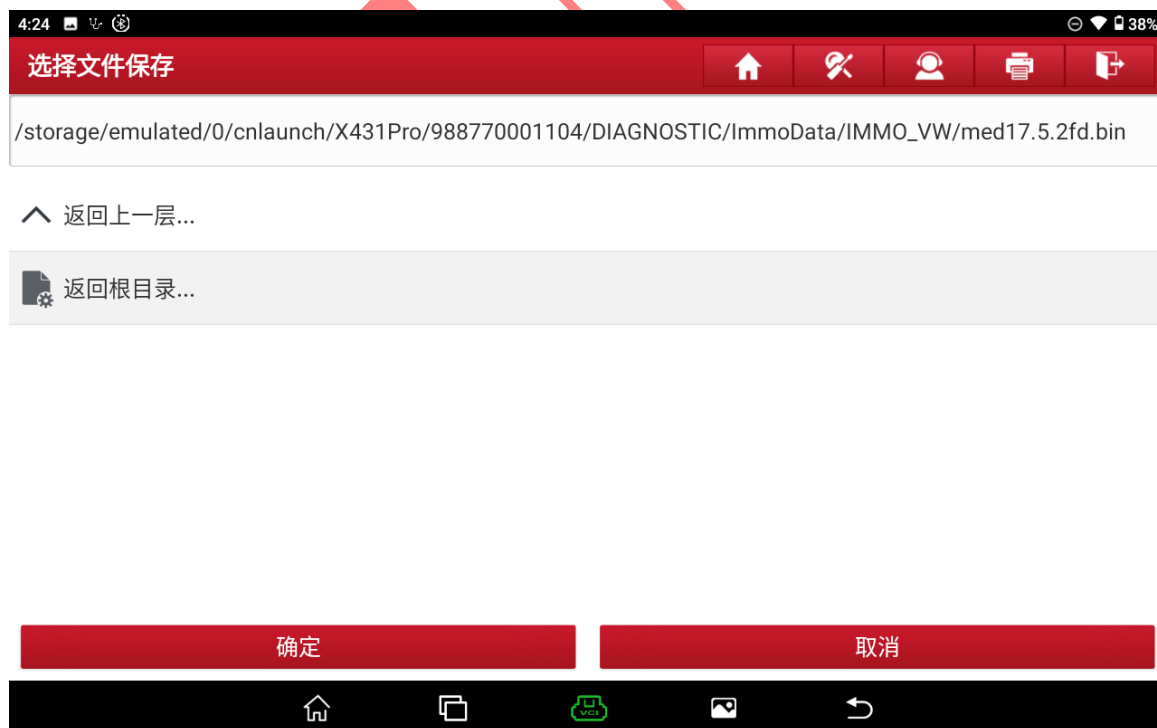 4:24
38%
选择文件保存
/storage/emulated/0/cnlaunch/X431Pro/988770001104/DIAGNOSTIC/ImmoData/IMMO_VW/med17.5.2fd.bin
返回上一层...
返回根目录...
确定
取消
VCI